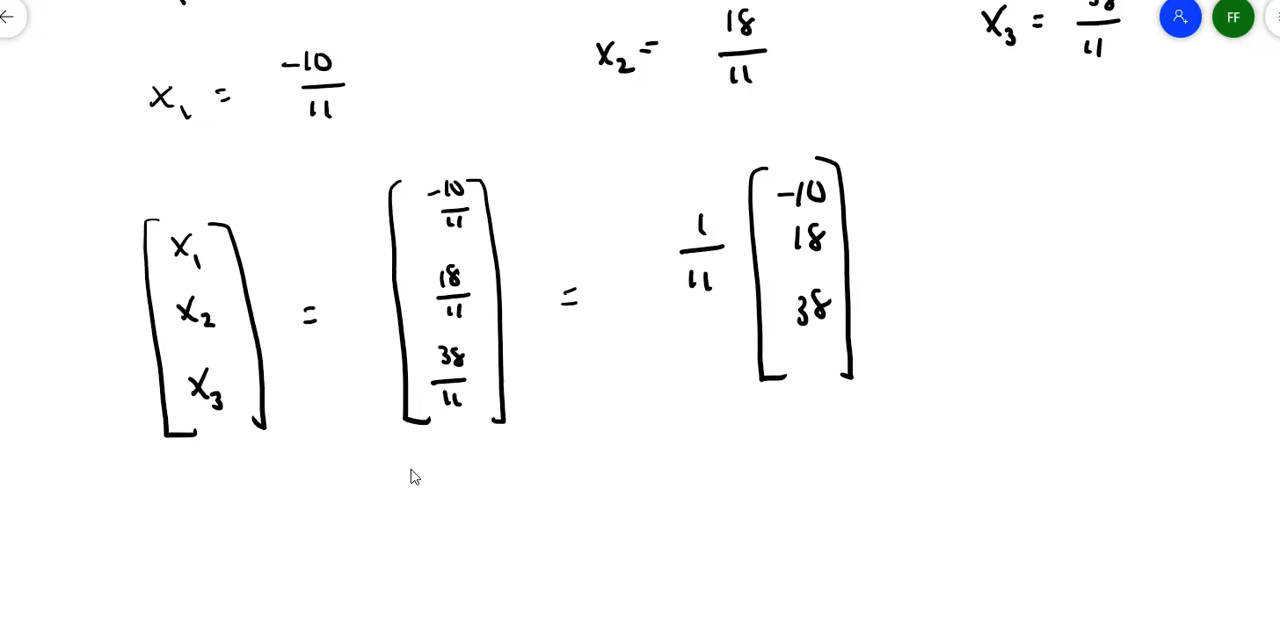 x₁ = -10/11
x₂ = 18/11
x₃ = 38/11
FF
[x₁ x₂ x₃] = [-10/11 18/11 38/11] = 1/11 [-10 18 38]